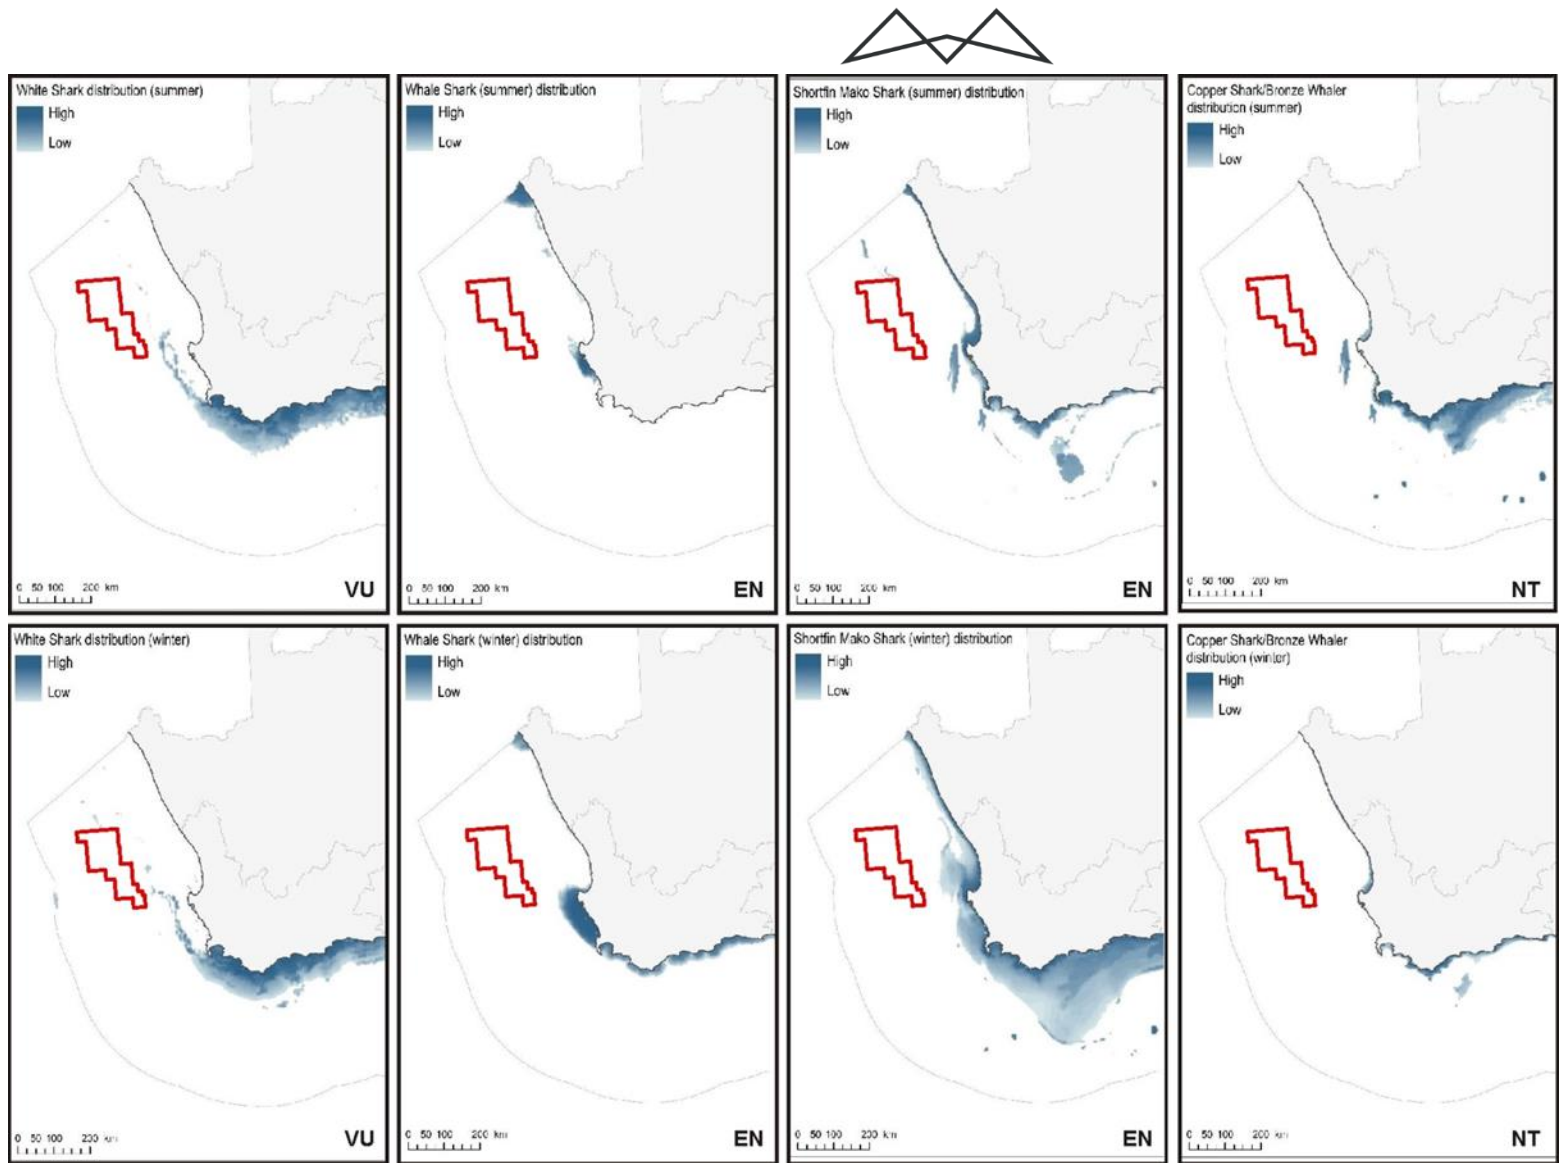 White Shark distribution (summer)
High
Low
0 50 100 200 km
VU
Whale Shark (summer) distribution
High
Low
0 50 100 200 km
EN
Shortfin Mako Shark (summer) distribution
High
Low
0 50 100 200 km
EN
Copper Shark/Bronze Whaler
distribution (summer)
High
Low
0 50 100 200 km
NT
White Shark distribution (winter)
High
Low
0 50 100 200 km
VU
Whale Shark (winter) distribution
High
Low
0 50 100 200 km
EN
Shortfin Mako Shark (winter) distribution
High
Low
0 50 100 200 km
EN
Copper Shark/Bronze Whaler
distribution (winter)
High
Low
0 50 100 200 km
NT